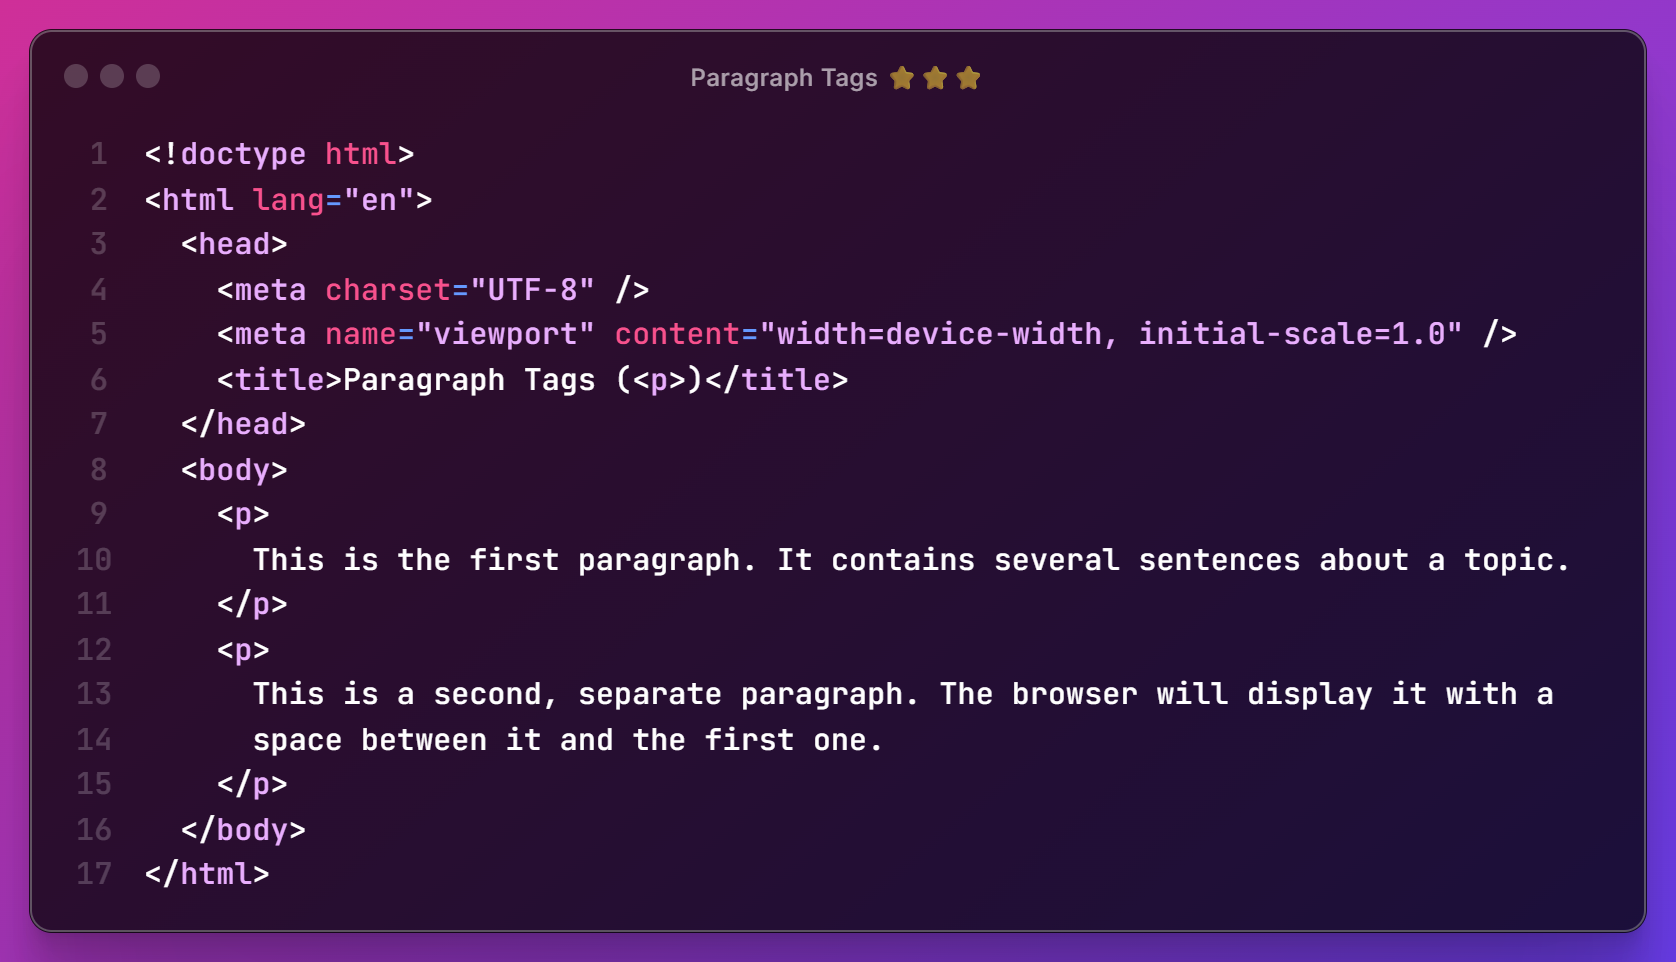 Paragraph Tags ⭐ ⭐ ⭐
1 <!doctype html>
2 <html lang="en">
3   <head>
4     <meta charset="UTF-8" />
5     <meta name="viewport" content="width=device-width, initial-scale=1.0" />
6     <title>Paragraph Tags (<p>)</title>
7   </head>
8   <body>
9     <p>
10       This is the first paragraph. It contains several sentences about a topic.
11     </p>
12     <p>
13       This is a second, separate paragraph. The browser will display it with a
14       space between it and the first one.
15     </p>
16   </body>
17 </html>